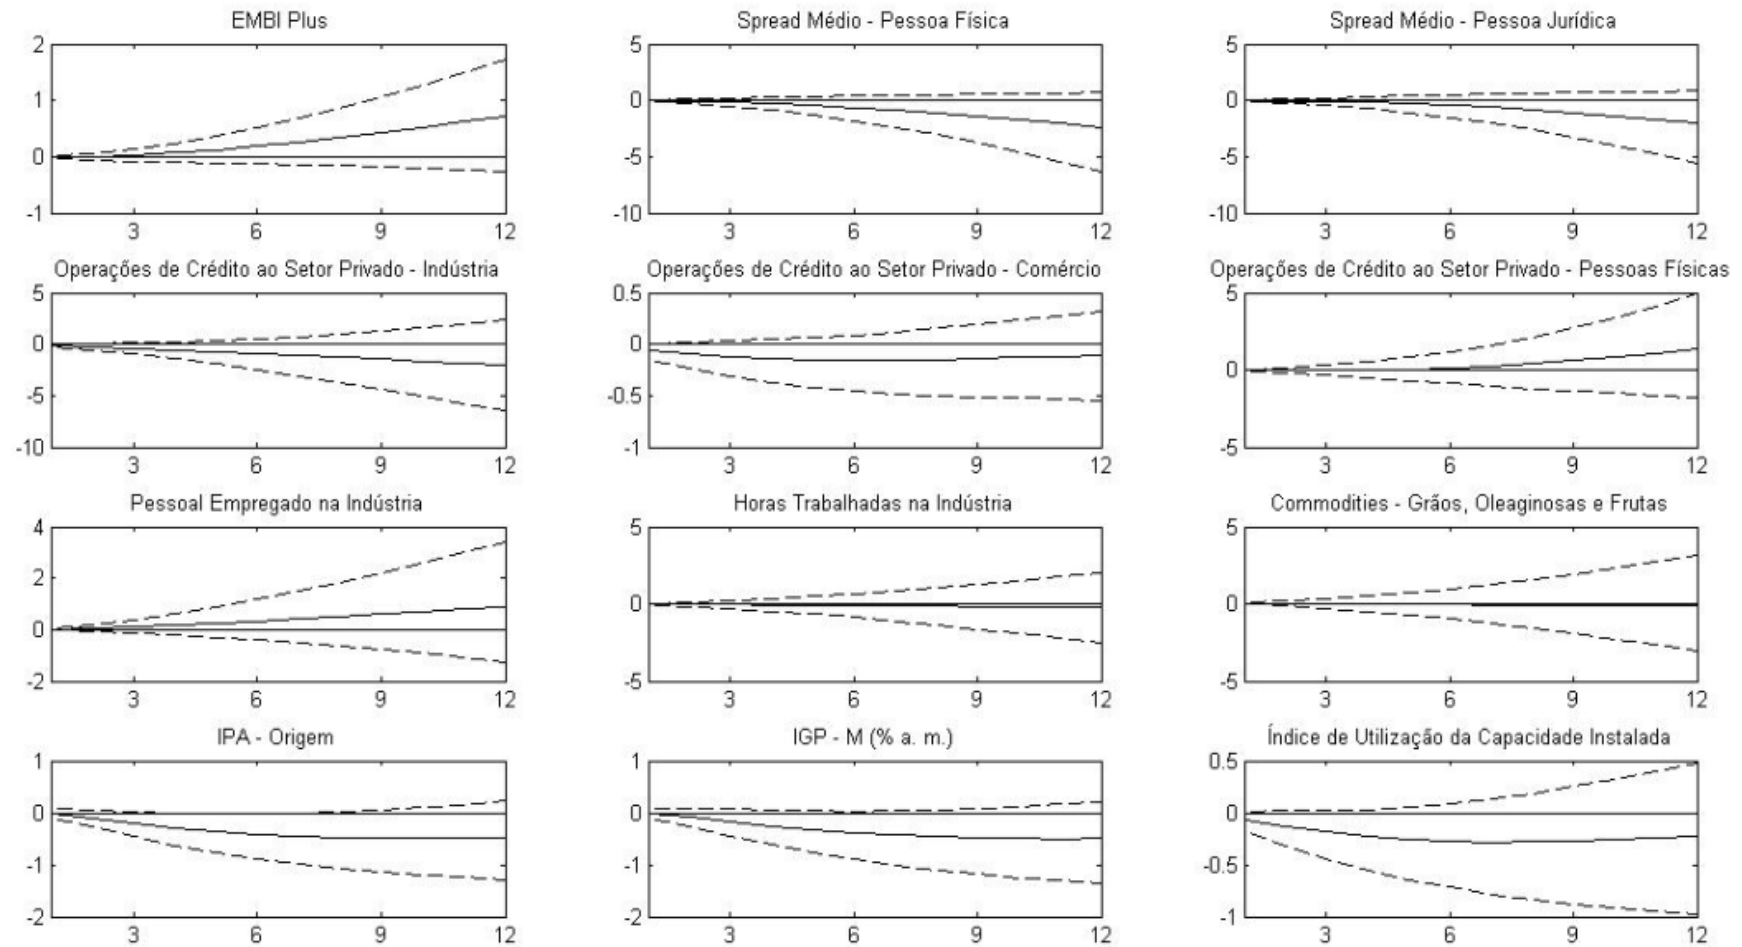 EMBI Plus
2
1
0
-1
3 6 9 12
Spread Médio - Pessoa Física
5
0
-5
-10
3 6 9 12
Spread Médio - Pessoa Jurídica
5
0
-5
-10
3 6 9 12
Operações de Crédito ao Setor Privado - Indústria
5
0
-5
-10
3 6 9 12
Operações de Crédito ao Setor Privado - Comércio
0.5
0
-0.5
-1
3 6 9 12
Operações de Crédito ao Setor Privado - Pessoas Físicas
5
0
-5
3 6 9 12
Pessoal Empregado na Indústria
4
2
0
-2
3 6 9 12
Horas Trabalhadas na Indústria
5
0
-5
3 6 9 12
Commodities - Grãos, Oleaginosas e Frutas
5
0
-5
3 6 9 12
IPA - Origem
1
0
-1
-2
3 6 9 12
IGP - M (% a. m.)
1
0
-1
-2
3 6 9 12
Índice de Utilização da Capacidade Instalada
0.5
0
-0.5
-1
3 6 9 12